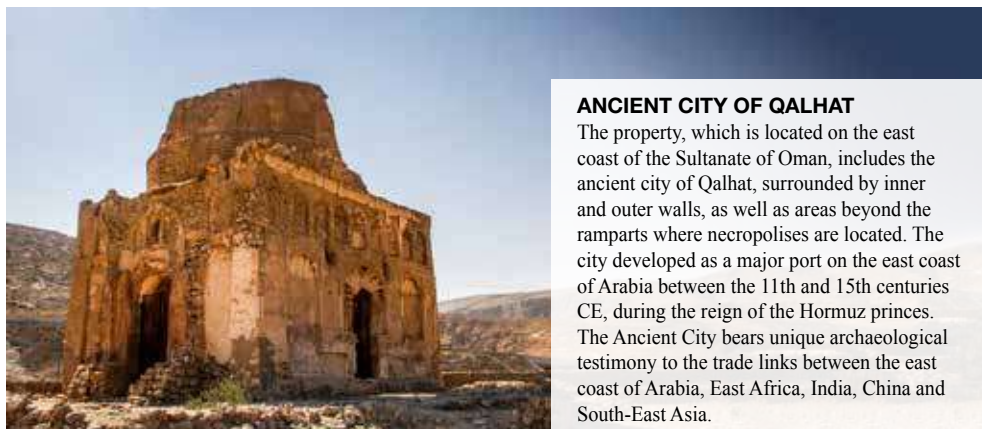 ANCIENT CITY OF QALHAT
The property, which is located on the east
coast of the Sultanate of Oman, includes the
ancient city of Qalhat, surrounded by inner
and outer walls, as well as areas beyond the
ramparts where necropolises are located. The
city developed as a major port on the east coast
of Arabia between the 11th and 15th centuries
CE, during the reign of the Hormuz princes.
The Ancient City bears unique archaeological
testimony to the trade links between the east
coast of Arabia, East Africa, India, China and
South-East Asia.